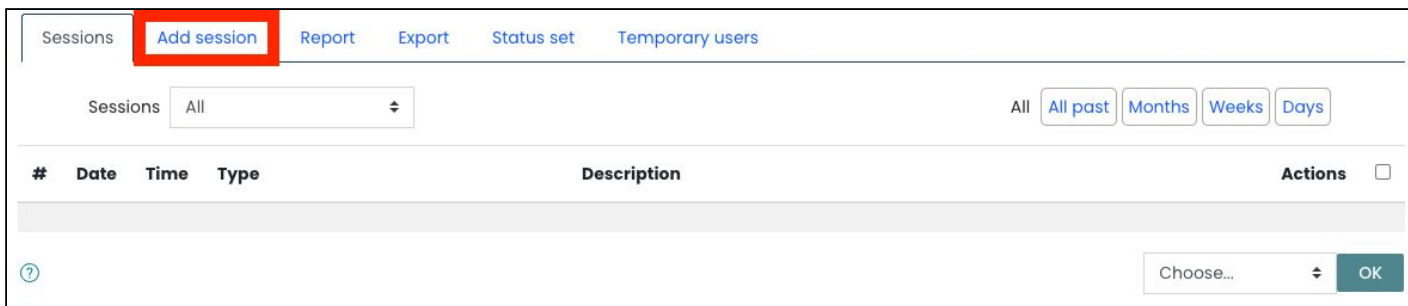 Sessions Add session Report Export Status set Temporary users
Sessions All All All past Months Weeks Days
# Date Time Type Description Actions
? Choose... OK